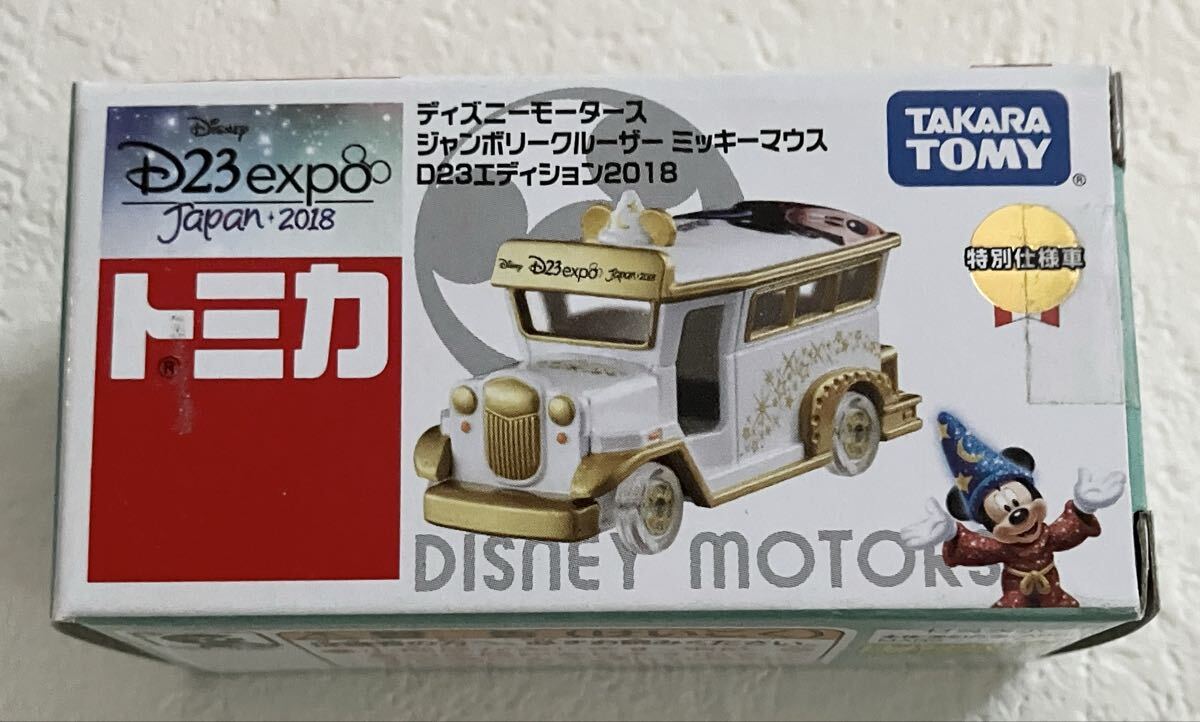 Disney
D23 expo
Japan・2018
トミカ®
ディズニーモータース
ジャンボリークルーザー ミッキーマウス
D23エディション2018
TAKARA
TOMY®
特別仕様車
Disney D23 expo Japan・2018
DISNEY MOTORS